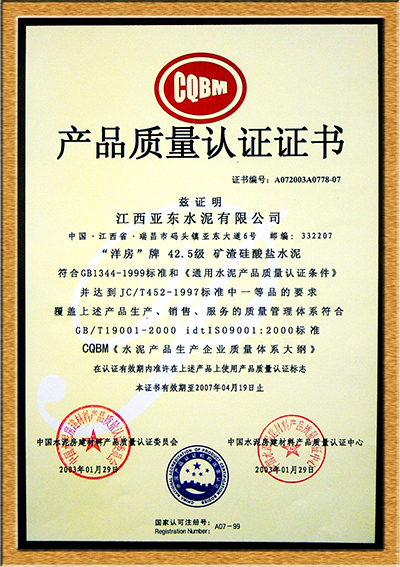 CQBM
产品质量认证证书
证书编号：A072003A0778-07
兹证明
江西亚东水泥有限公司
中国·江西省·瑞昌市码头镇亚东大道6号 邮编：332207
“洋房”牌 42.5级 矿渣硅酸盐水泥
符合GB1344-1999标准和《通用水泥产品质量认证条件》
并达到JC/T452-1997标准中一等品的要求
覆盖上述产品生产、销售、服务的质量管理体系符合
GB/T19001-2000 idtISO9001:2000标准
CQBM《水泥产品生产企业质量体系大纲》
在认证有效期内准许在上述产品上使用产品质量认证标志
本证书有效期至2007年04月19日止
中国水泥房建材料产品质量认证委员会
中国水泥房建材料产品质量认证中心
2003年01月29日
2003年01月29日
国家认可注册号：
Registration Number：
A07-99